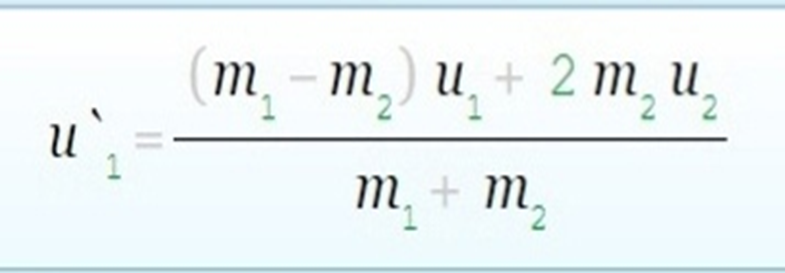 u`₁ = ((m₁ − m₂) u₁ + 2 m₂ u₂) / (m₁ + m₂)